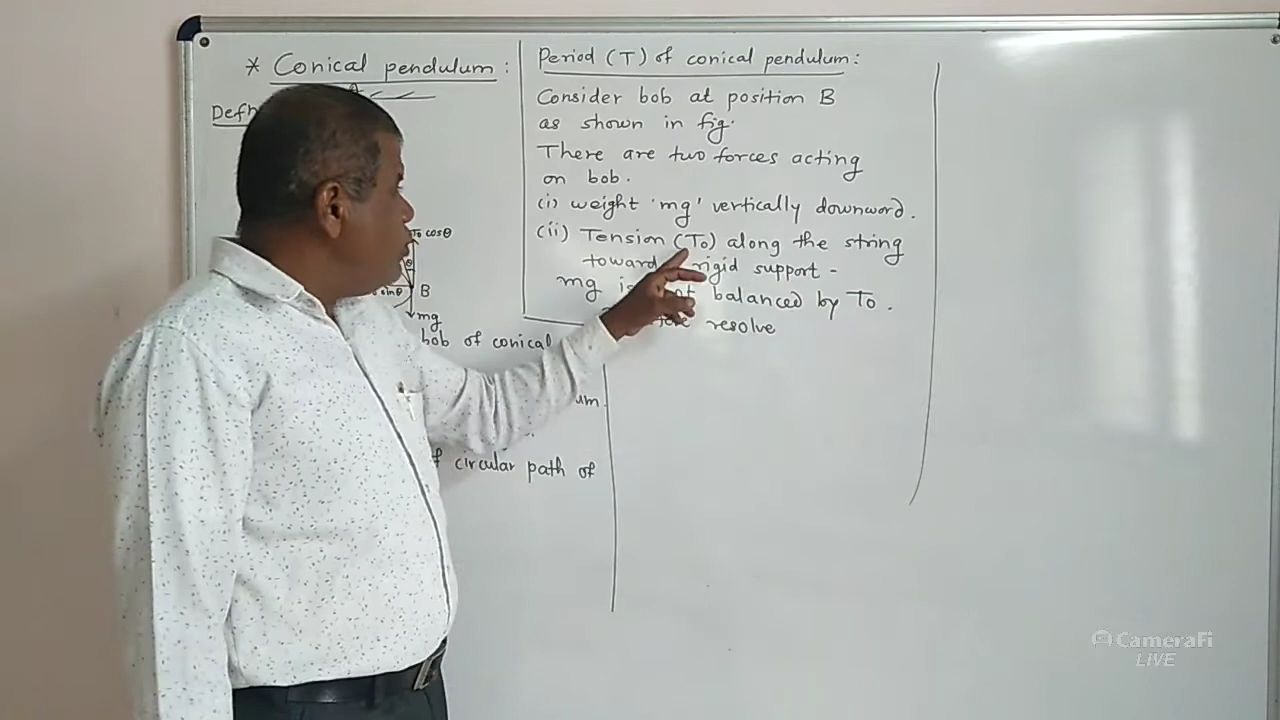 * Conical pendulum :
Defn
To cosθ
θ
sinθ
B
mg
bob of conical
um.
of circular path of
Period (T) of conical pendulum :
Consider bob at position B
as shown in fig.
There are two forces acting
on bob.
(i) weight 'mg' vertically downword.
(ii) Tension (To) along the string
toward rigid support -
mg is not balanced by To.
resolve
CameraFi
LIVE